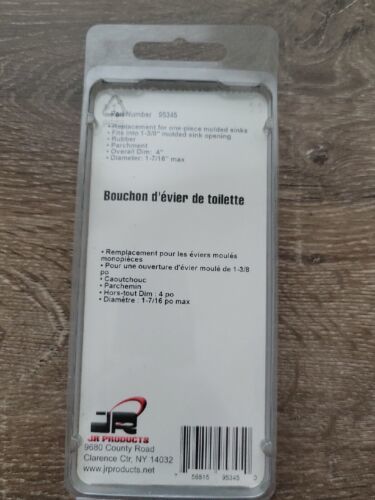 Part Number 95345
• Replacement for one-piece molded sinks
• Fits into 1-3/8" molded sink opening
• Rubber
• Parchment
• Overall Dim: 4"
• Diameter: 1-7/16" max
Bouchon d'évier de toilette
• Remplacement pour les éviers moulés
monopièces
• Pour une ouverture d'évier moulé de 1-3/8
po
• Caoutchouc
• Parchemin
• Hors-tout Dim : 4 po
• Diamètre : 1-7/16 po max
JR
JR PRODUCTS
9680 County Road
Clarence Ctr, NY 14032
www.jrproducts.net
95345